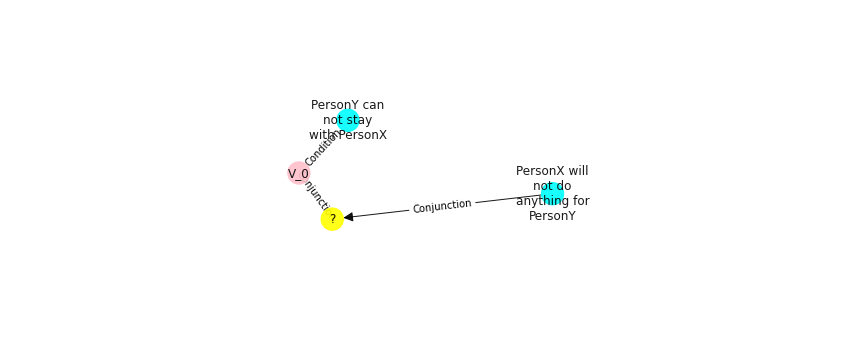 PersonY can
not stay
with PersonX
Condition
V_0
njuncti
?
Conjunction
PersonX will
not do
anything for
PersonY